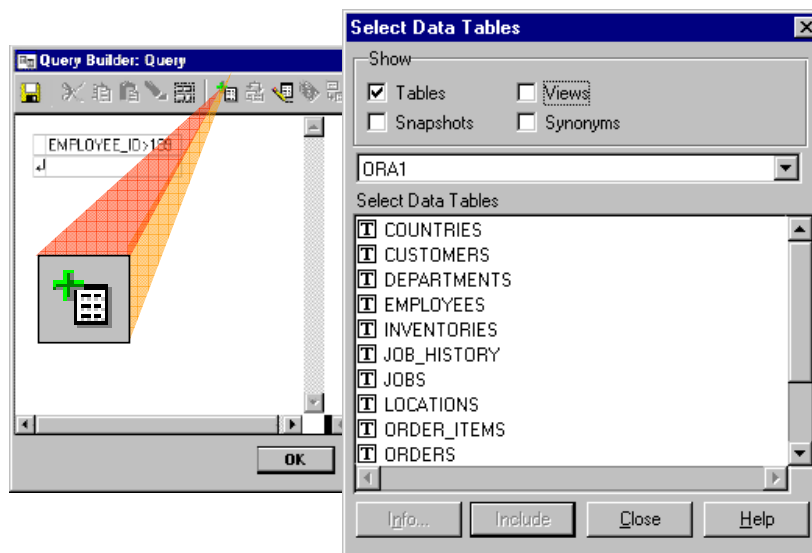 Query Builder: Query
EMPLOYEE_ID>199
OK
Select Data Tables
Show
Tables
Views
Snapshots
Synonyms
ORA1
Select Data Tables
T COUNTRIES
T CUSTOMERS
T DEPARTMENTS
T EMPLOYEES
T INVENTORIES
T JOB_HISTORY
T JOBS
T LOCATIONS
T ORDER_ITEMS
T ORDERS
Info...
Include
Close
Help